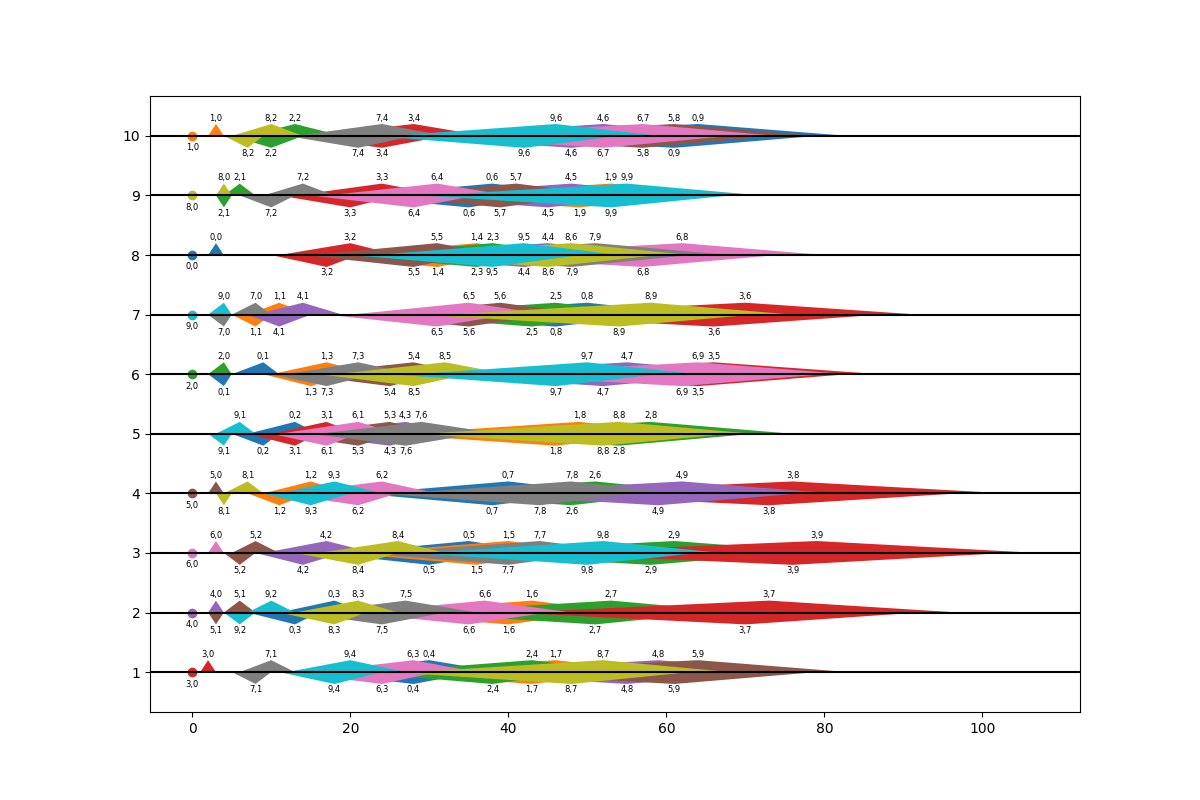 1,0 8,2 2,2 7,4 3,4 9,6 4,6 6,7 5,8 0,9
10
1,0 8,2 2,2 7,4 3,4 9,6 4,6 6,7 5,8 0,9
8,0 2,1 7,2 3,3 6,4 0,6 5,7 4,5 1,9 9,9
9
8,0 2,1 7,2 3,3 6,4 0,6 5,7 4,5 1,9 9,9
0,0 3,2 5,5 1,4 2,3 9,5 4,4 8,6 7,9 6,8
8
0,0 3,2 5,5 1,4 2,3 9,5 4,4 8,6 7,9 6,8
9,0 7,0 1,1 4,1 6,5 5,6 2,5 0,8 8,9 3,6
7
9,0 7,0 1,1 4,1 6,5 5,6 2,5 0,8 8,9 3,6
2,0 0,1 1,3 7,3 5,4 8,5 9,7 4,7 6,9 3,5
6
2,0 0,1 1,3 7,3 5,4 8,5 9,7 4,7 6,9 3,5
9,1 0,2 3,1 6,1 5,3 4,3 7,6 1,8 8,8 2,8
5
9,1 0,2 3,1 6,1 5,3 4,3 7,6 1,8 8,8 2,8
5,0 8,1 1,2 9,3 6,2 0,7 7,8 2,6 4,9 3,8
4
5,0 8,1 1,2 9,3 6,2 0,7 7,8 2,6 4,9 3,8
6,0 5,2 4,2 8,4 0,5 1,5 7,7 9,8 2,9 3,9
3
6,0 5,2 4,2 8,4 0,5 1,5 7,7 9,8 2,9 3,9
4,0 5,1 9,2 0,3 8,3 7,5 6,6 1,6 2,7 3,7
2
4,0 5,1 9,2 0,3 8,3 7,5 6,6 1,6 2,7 3,7
3,0 7,1 9,4 6,3 0,4 2,4 1,7 8,7 4,8 5,9
1
3,0 7,1 9,4 6,3 0,4 2,4 1,7 8,7 4,8 5,9
0 20 40 60 80 100